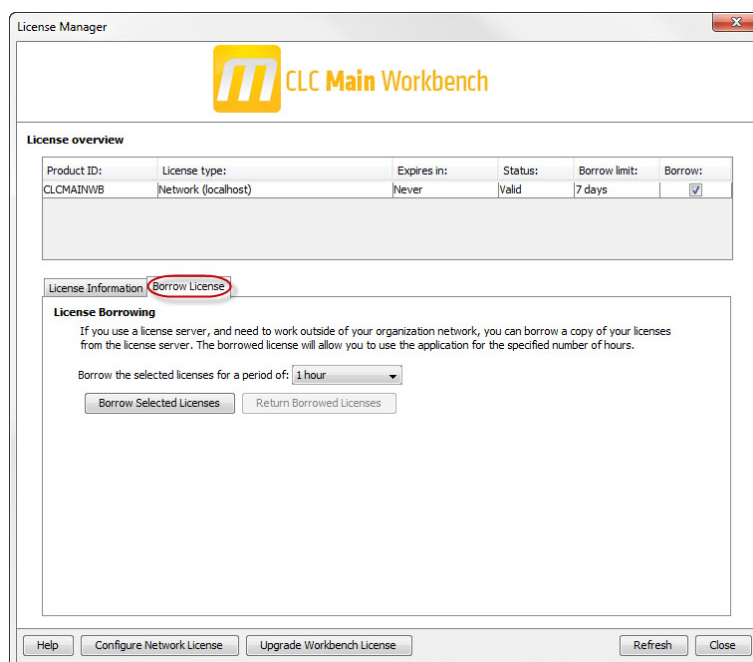 License Manager
CLC Main Workbench
License overview
Product ID: License type: Expires in: Status: Borrow limit: Borrow:
CLCMAINWB Network (localhost) Never Valid 7 days
License Information Borrow License
License Borrowing
If you use a license server, and need to work outside of your organization network, you can borrow a copy of your licenses
from the license server. The borrowed license will allow you to use the application for the specified number of hours.
Borrow the selected licenses for a period of: 1 hour
Borrow Selected Licenses Return Borrowed Licenses
Help Configure Network License Upgrade Workbench License Refresh Close